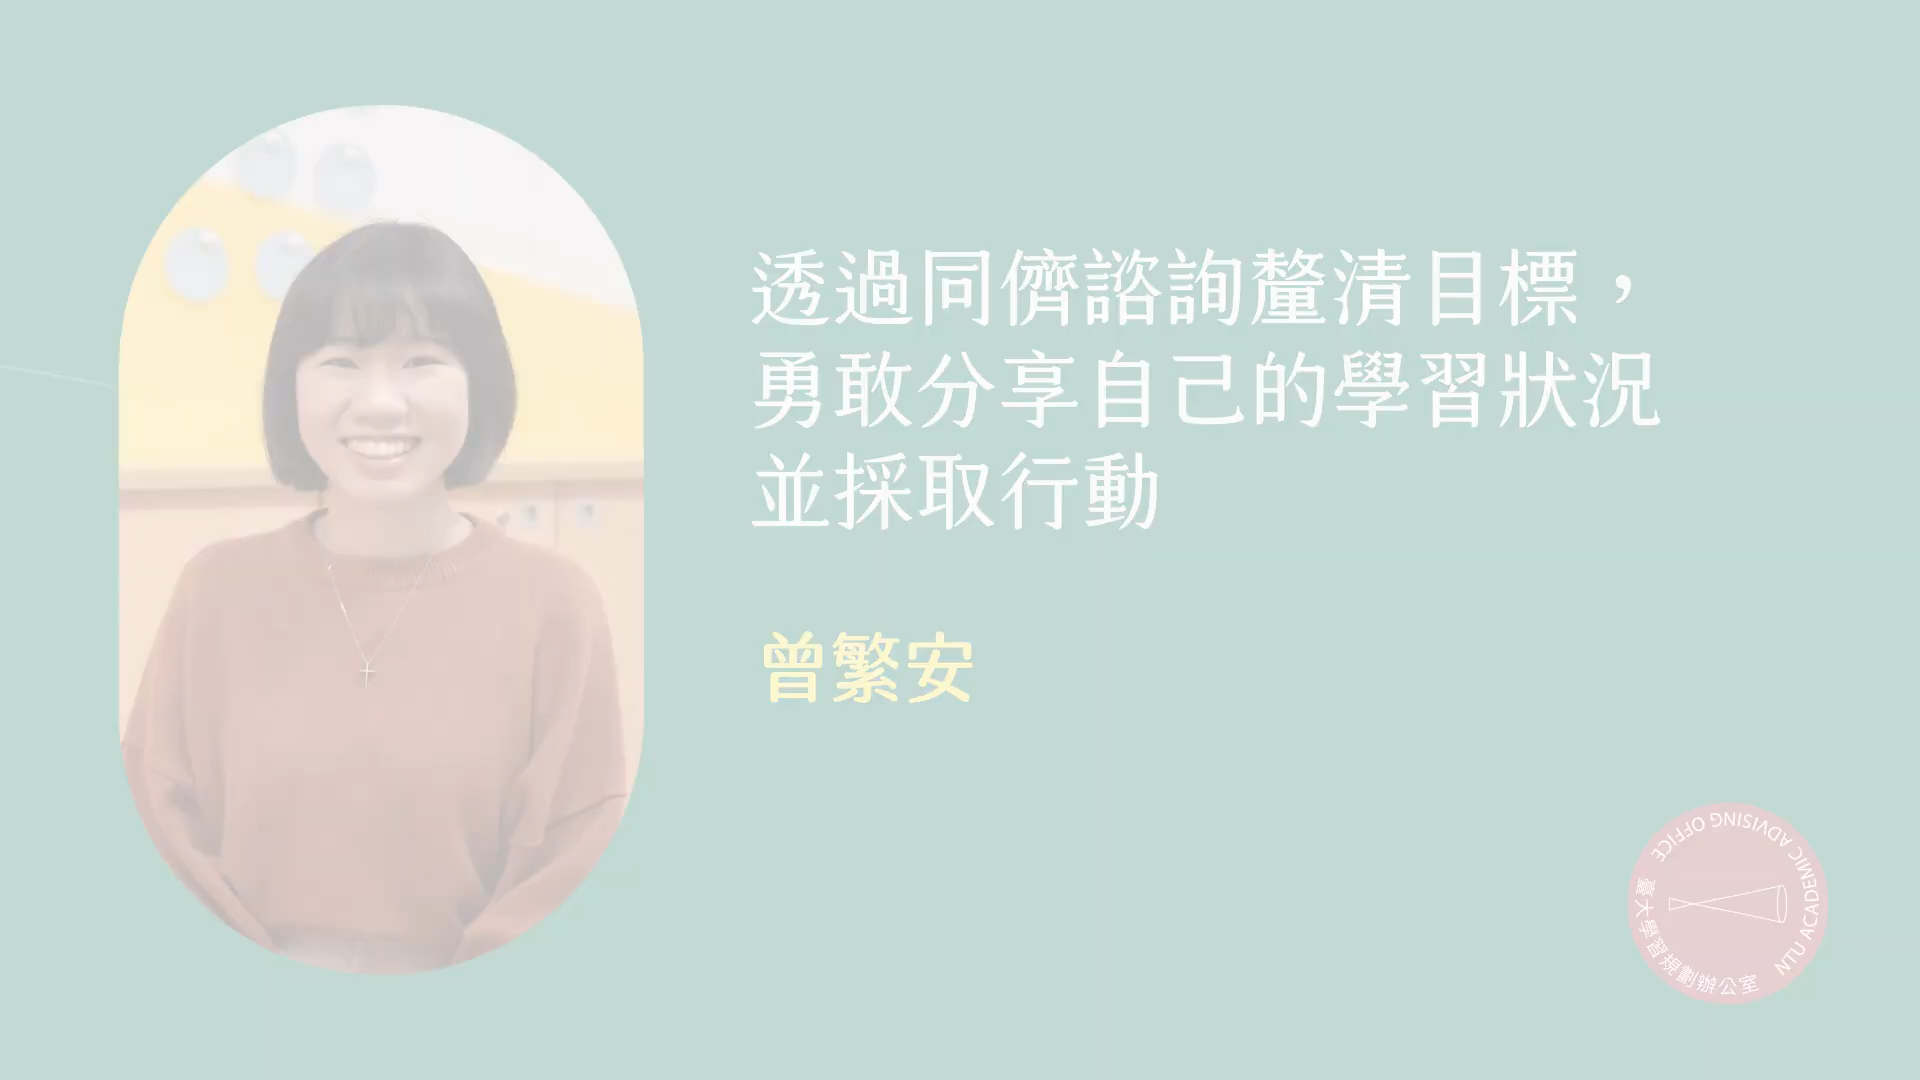 透過同儕諮詢釐清目標，
勇敢分享自己的學習狀況
並採取行動
曾繁安
NTU ACADEMIC ADVISING OFFICE
臺大學習規劃辦公室